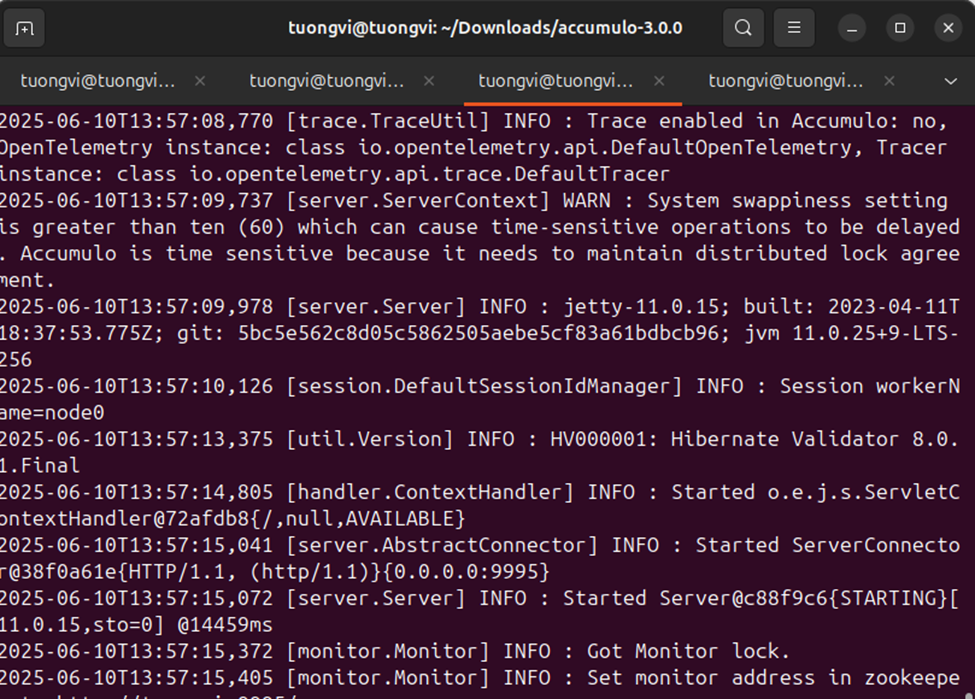 tuongvi@tuongvi: ~/Downloads/accumulo-3.0.0
tuongvi@tuongvi... × tuongvi@tuongvi... × tuongvi@tuongvi... × tuongvi@tuongvi... ×
2025-06-10T13:57:08,770 [trace.TraceUtil] INFO : Trace enabled in Accumulo: no,
OpenTelemetry instance: class io.opentelemetry.api.DefaultOpenTelemetry, Tracer
instance: class io.opentelemetry.api.trace.DefaultTracer
2025-06-10T13:57:09,737 [server.ServerContext] WARN : System swappiness setting
is greater than ten (60) which can cause time-sensitive operations to be delayed
. Accumulo is time sensitive because it needs to maintain distributed lock agree
ment.
2025-06-10T13:57:09,978 [server.Server] INFO : jetty-11.0.15; built: 2023-04-11T
18:37:53.775Z; git: 5bc5e562c8d05c5862505aebe5cf83a61bdbcb96; jvm 11.0.25+9-LTS-
256
2025-06-10T13:57:10,126 [session.DefaultSessionIdManager] INFO : Session workerN
ame=node0
2025-06-10T13:57:13,375 [util.Version] INFO : HV000001: Hibernate Validator 8.0.
1.Final
2025-06-10T13:57:14,805 [handler.ContextHandler] INFO : Started o.e.j.s.ServletC
ontextHandler@72afdb8{/,null,AVAILABLE}
2025-06-10T13:57:15,041 [server.AbstractConnector] INFO : Started ServerConnecto
r@38f0a61e{HTTP/1.1, (http/1.1)}{0.0.0.0:9995}
2025-06-10T13:57:15,072 [server.Server] INFO : Started Server@c88f9c6{STARTING}[
11.0.15,sto=0] @14459ms
2025-06-10T13:57:15,372 [monitor.Monitor] INFO : Got Monitor lock.
2025-06-10T13:57:15,405 [monitor.Monitor] INFO : Set monitor address in zookeepe